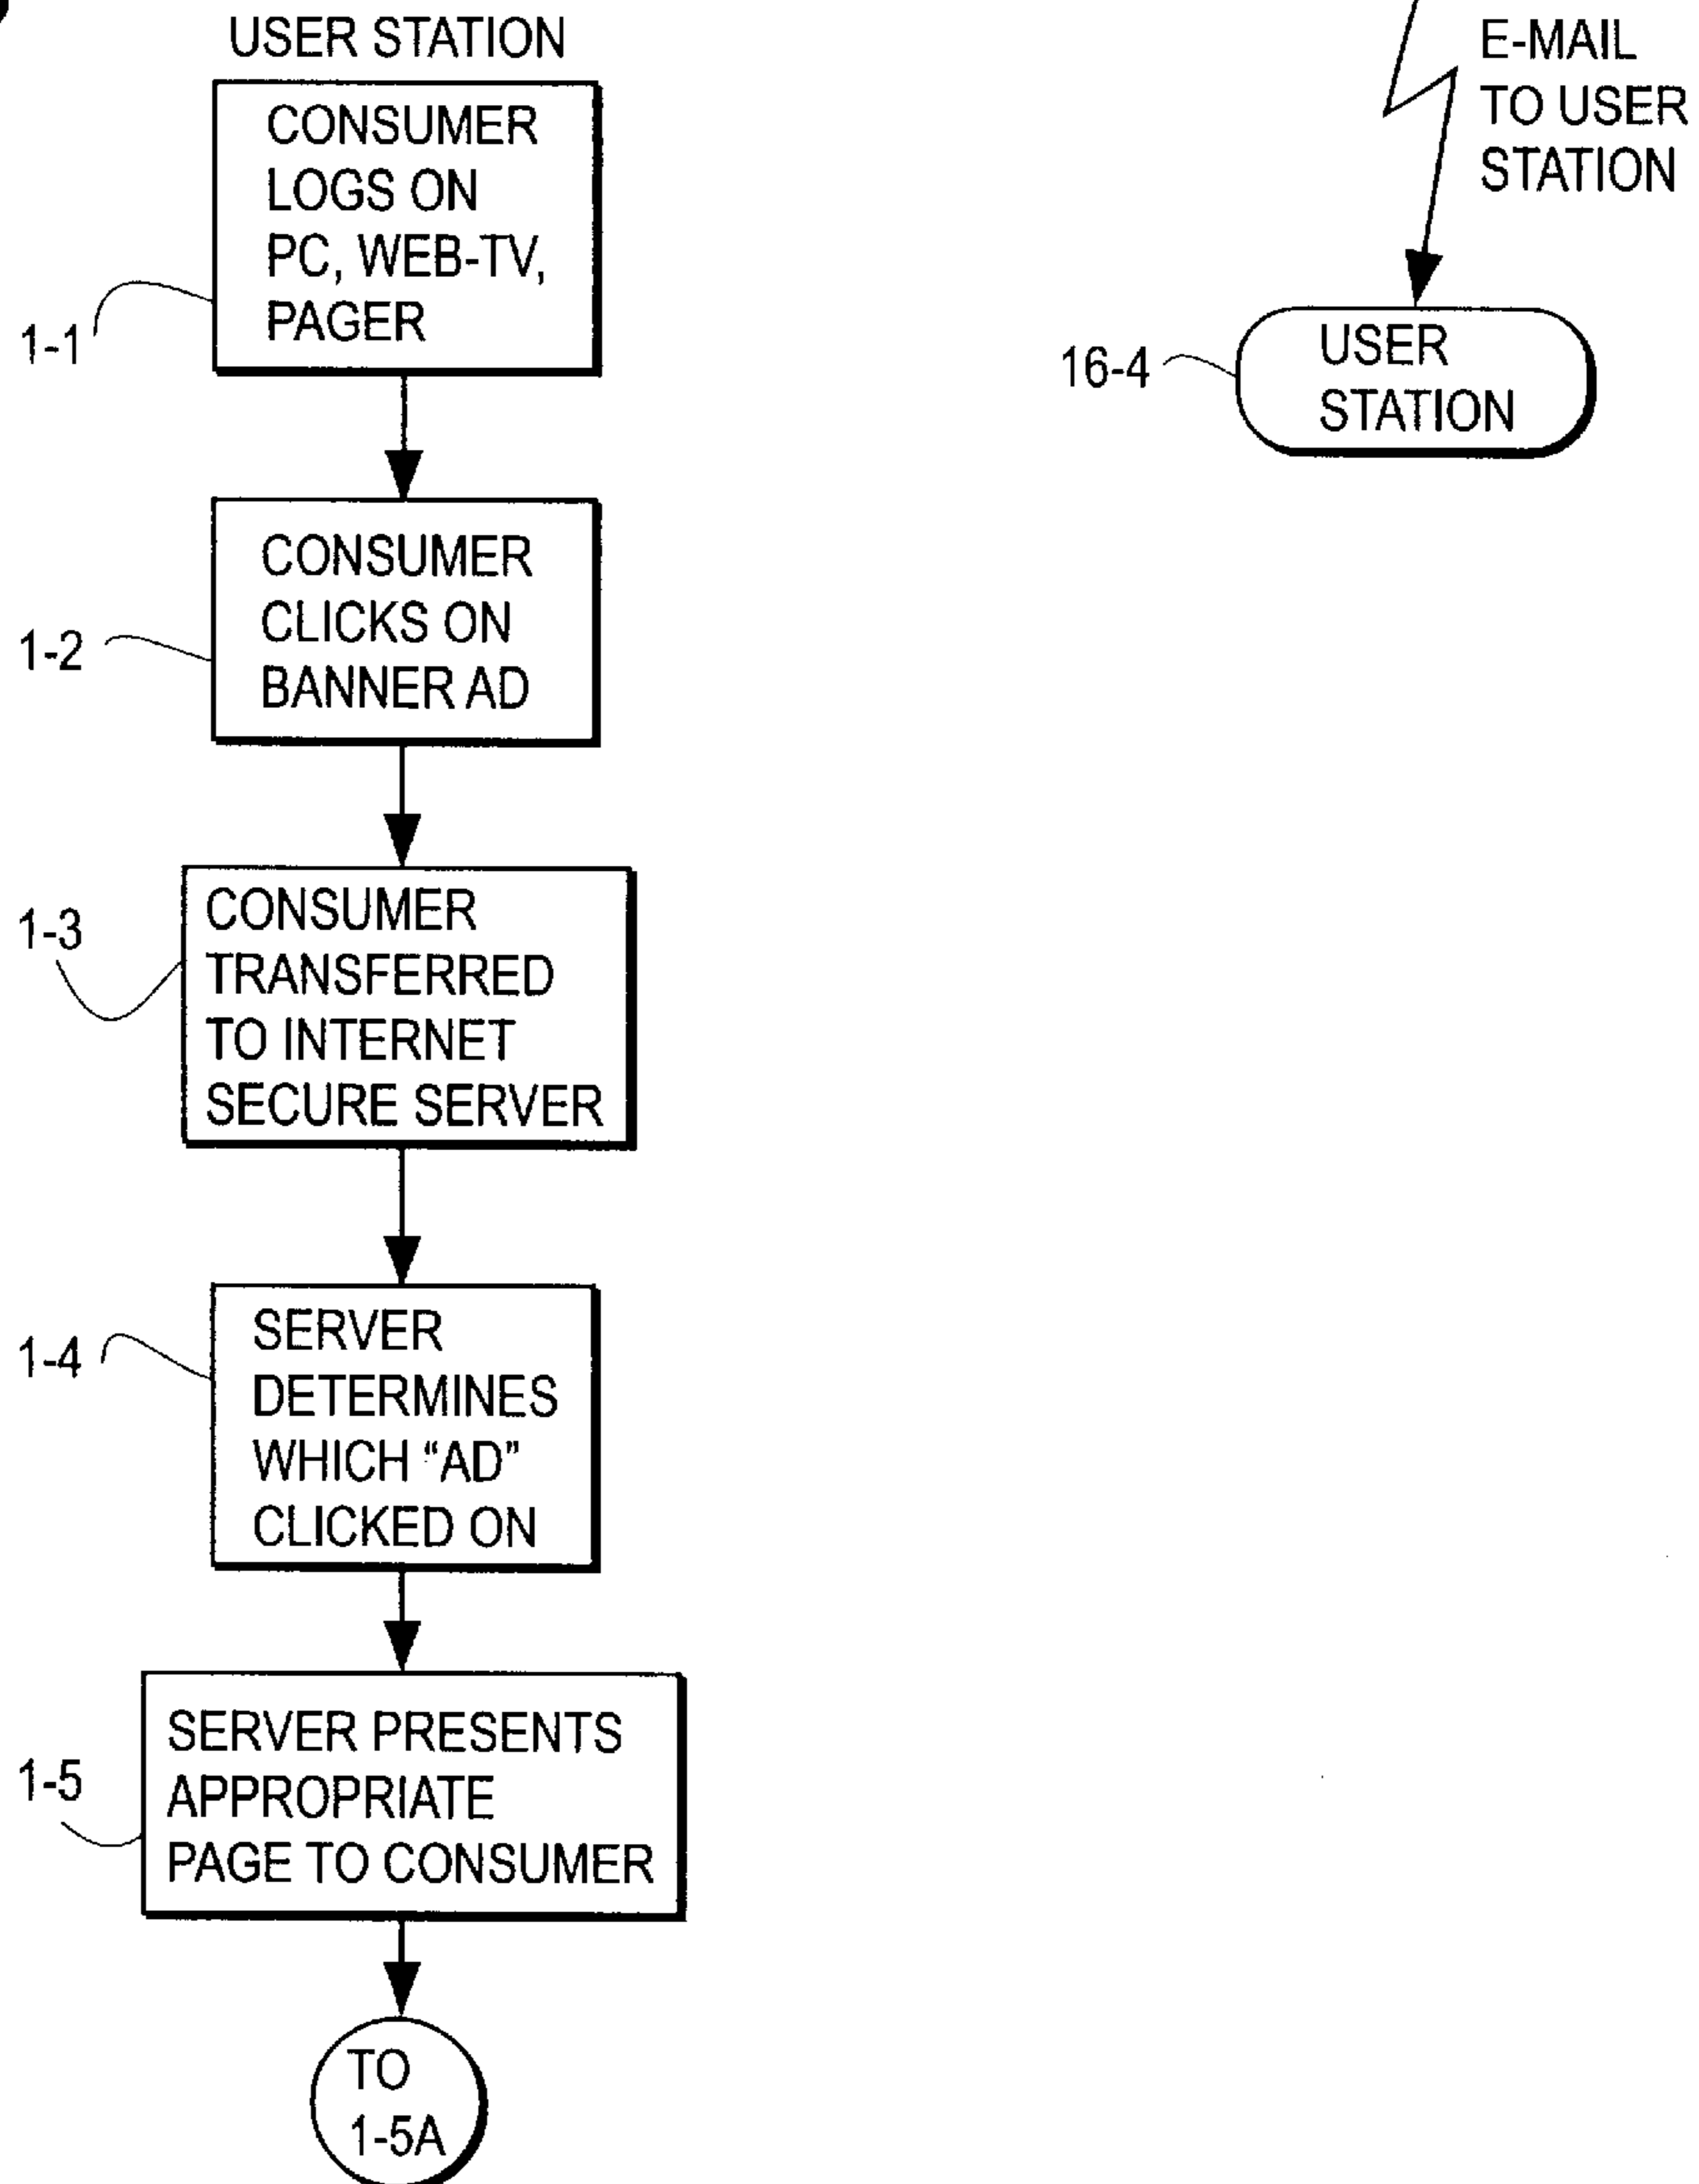 USER STATION
CONSUMER
LOGS ON
PC, WEB-TV,
PAGER
1-1
CONSUMER
CLICKS ON
BANNER AD
1-2
CONSUMER
TRANSFERRED
TO INTERNET
SECURE SERVER
1-3
SERVER
DETERMINES
WHICH “AD”
CLICKED ON
1-4
SERVER PRESENTS
APPROPRIATE
PAGE TO CONSUMER
1-5
TO
1-5A
E-MAIL
TO USER
STATION
USER
STATION
16-4